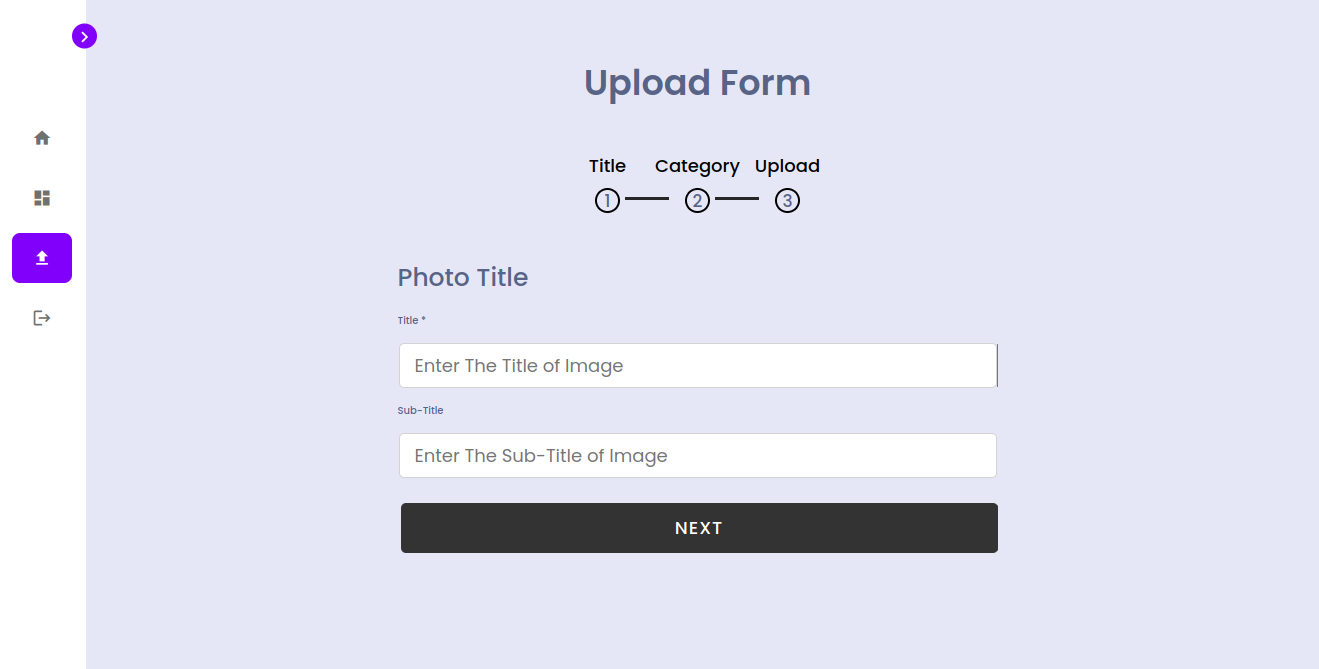 Upload Form
Title Category Upload
1 2 3
Photo Title
Title *
Enter The Title of Image
Sub-Title
Enter The Sub-Title of Image
NEXT